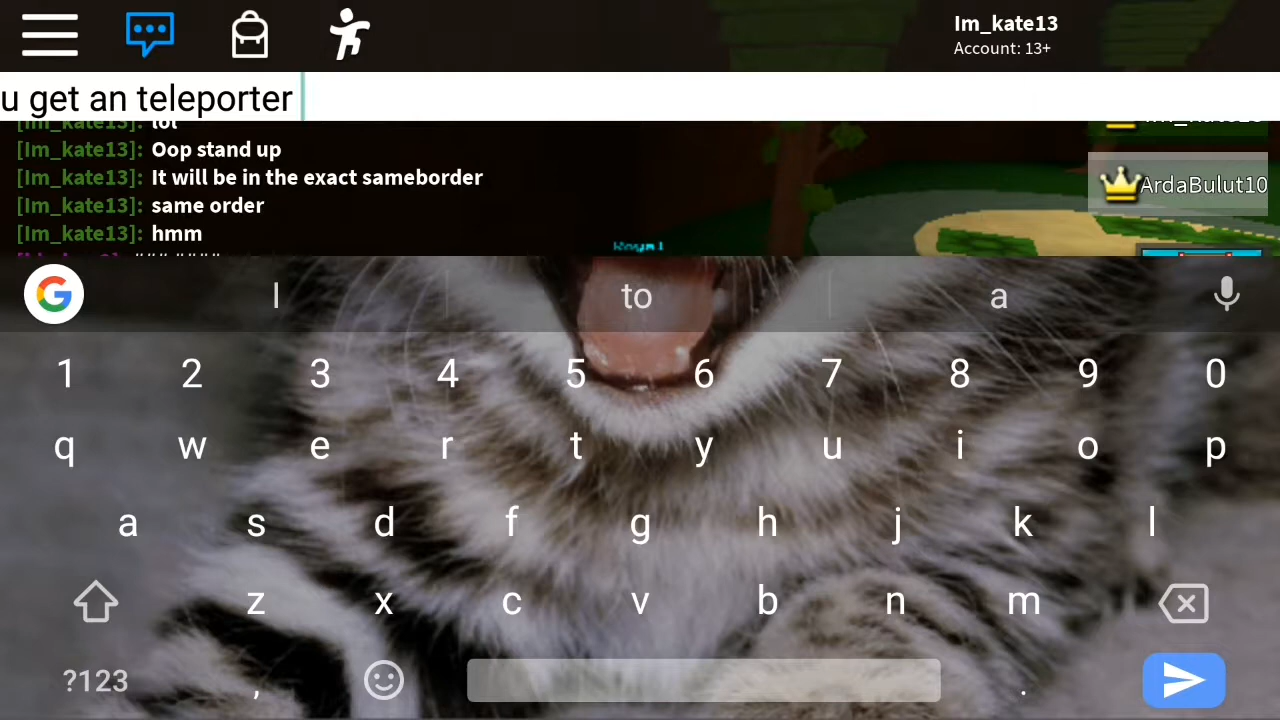 Im_kate13
Account: 13+
u get an teleporter
[Im_kate13]: lol
[Im_kate13]: Oop stand up
[Im_kate13]: It will be in the exact sameborder
[Im_kate13]: same order
[Im_kate13]: hmm
ArdaBulut10
G
I to a
1 2 3 4 5 6 7 8 9 0
q w e r t y u i o p
a s d f g h j k l
z x c v b n m
?123 , .